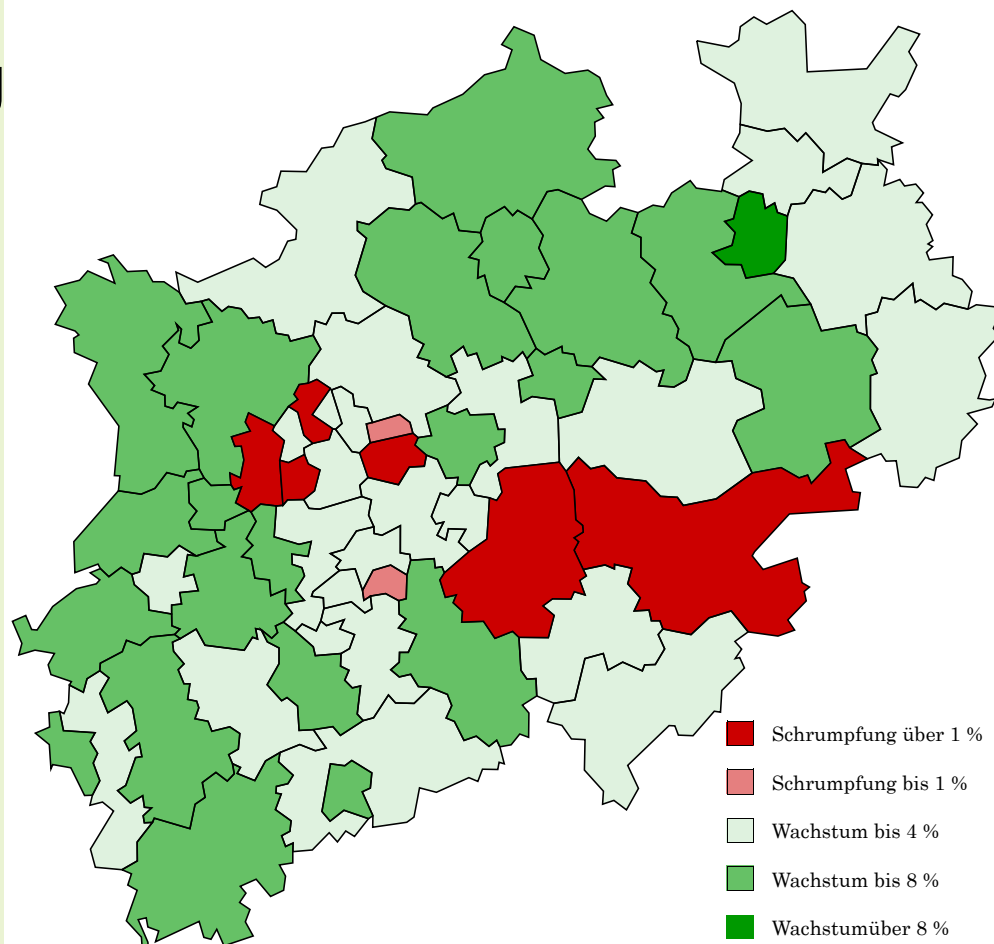 Schrumpfung über 1 %
Schrumpfung bis 1 %
Wachstum bis 4 %
Wachstum bis 8 %
Wachstumüber 8 %